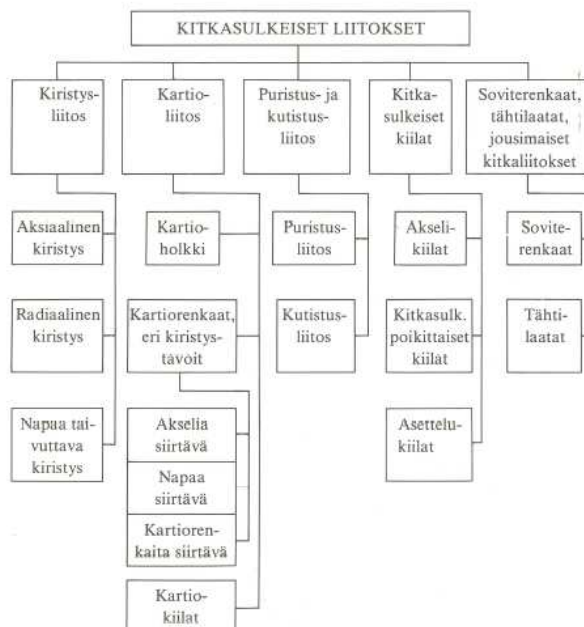 KITKASULKEISET LIITOKSET
Kiristys-
liitos
Kartio-
liitos
Puristus- ja
kutistus-
liitos
Kitka-
sulkeiset
kiilat
Soviterenkaat,
tähtilaatat,
jousimaiset
kitkaliitokset
Aksiaalinen
kiristys
Kartio-
holkki
Puristus-
liitos
Akseli-
kiilat
Sovite-
renkaat
Radiaalinen
kiristys
Kartiorenkaat,
eri kiristys-
tavoit
Kutistus-
liitos
Kitkasulk.
poikittaiset
kiilat
Tähti-
laatat
Napaa tai-
vuttava
kiristys
Akselia
siirtävä
Asettelu-
kiilat
Napaa
siirtävä
Kartioren-
kaita siirtävä
Kartio-
kiilat